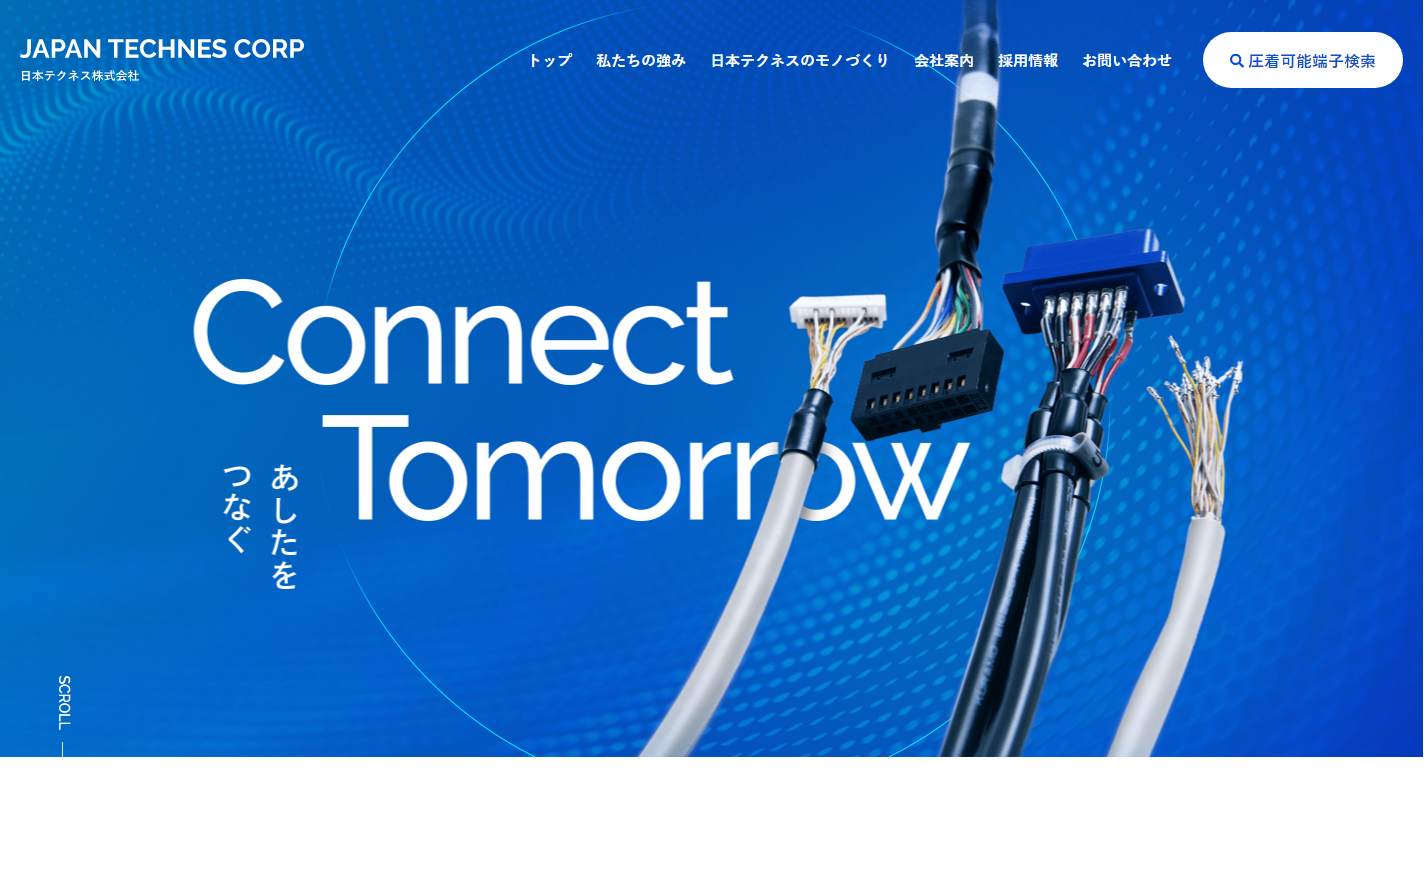 JAPAN TECHNES CORP
日本テクネス株式会社
トップ 私たちの強み 日本テクネスのモノづくり 会社案内 採用情報 お問い合わせ
圧着可能端子検索
Connect
Tomorrow
あしたを
つなぐ
SCROLL